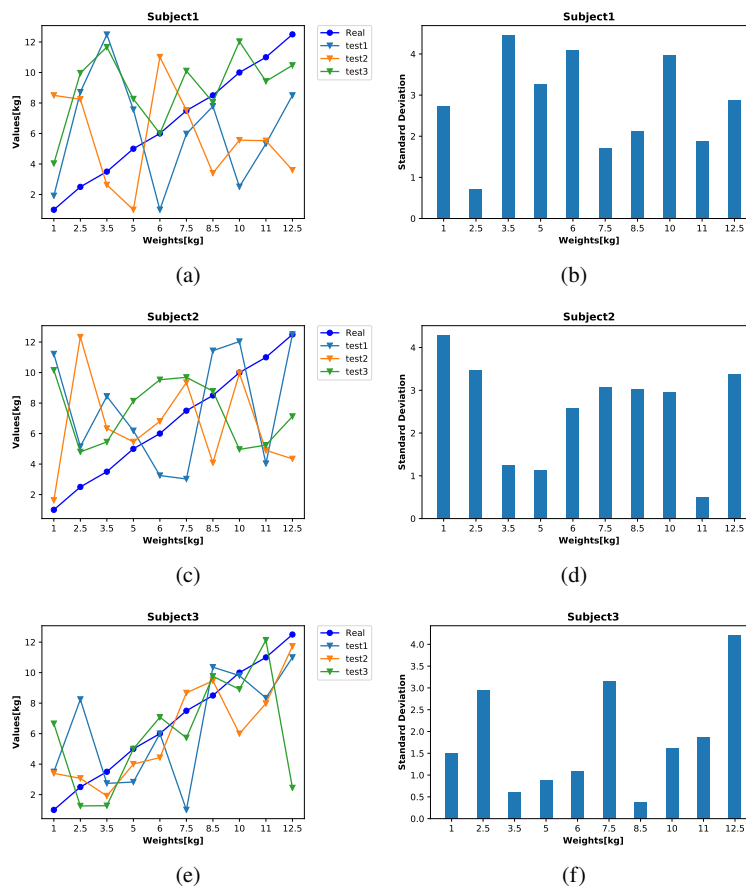 Subject1
Real
test1
test2
test3
12
10
8
6
4
2
Values[kg]
1 2.5 3.5 5 6 7.5 8.5 10 11 12.5
Weights[kg]
(a)
Subject1
4
3
2
1
0
Standard Deviation
1 2.5 3.5 5 6 7.5 8.5 10 11 12.5
Weights[kg]
(b)
Subject2
Real
test1
test2
test3
12
10
8
6
4
2
Values[kg]
1 2.5 3.5 5 6 7.5 8.5 10 11 12.5
Weights[kg]
(c)
Subject2
4
3
2
1
0
Standard Deviation
1 2.5 3.5 5 6 7.5 8.5 10 11 12.5
Weights[kg]
(d)
Subject3
Real
test1
test2
test3
12
10
8
6
4
2
Values[kg]
1 2.5 3.5 5 6 7.5 8.5 10 11 12.5
Weights[kg]
(e)
Subject3
4.0
3.5
3.0
2.5
2.0
1.5
1.0
0.5
0.0
Standard Deviation
1 2.5 3.5 5 6 7.5 8.5 10 11 12.5
Weights[kg]
(f)